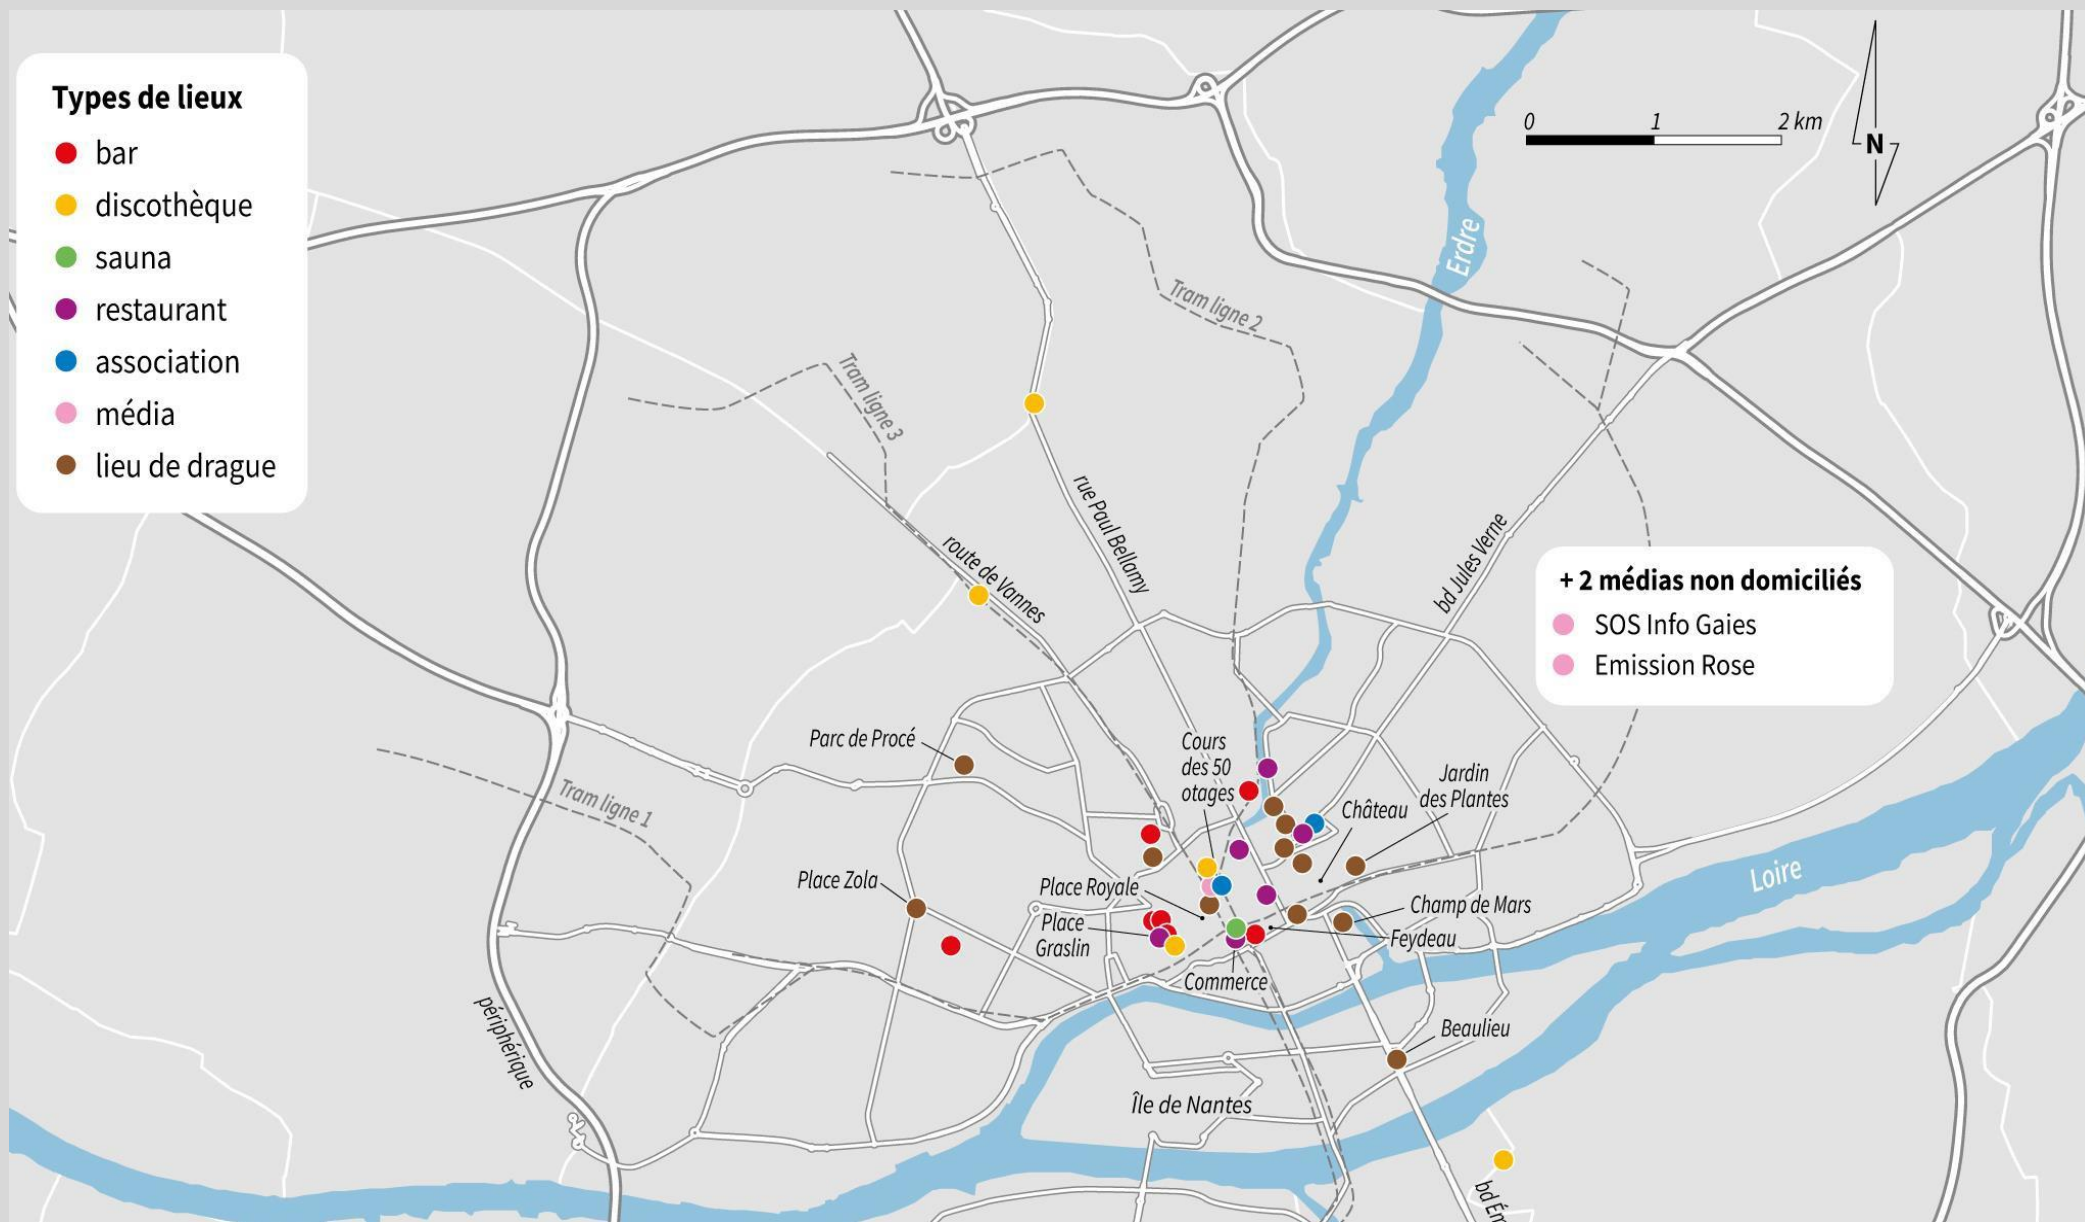 Types de lieux
bar
discothèque
sauna
restaurant
association
média
lieu de drague
0 1 2 km
N
Erdre
Tram ligne 2
Tram ligne 3
rue Paul Bellamy
route de Vannes
bd Jules Verne
+ 2 médias non domiciliés
SOS Info Gaies
Emission Rose
Parc de Procé
Cours
des 50
otages
Jardin
des Plantes
Château
Tram ligne 1
Place Zola
Place Royale
Place
Graslin
Champ de Mars
Feydeau
Commerce
Loire
périphérique
Beaulieu
Île de Nantes
bd